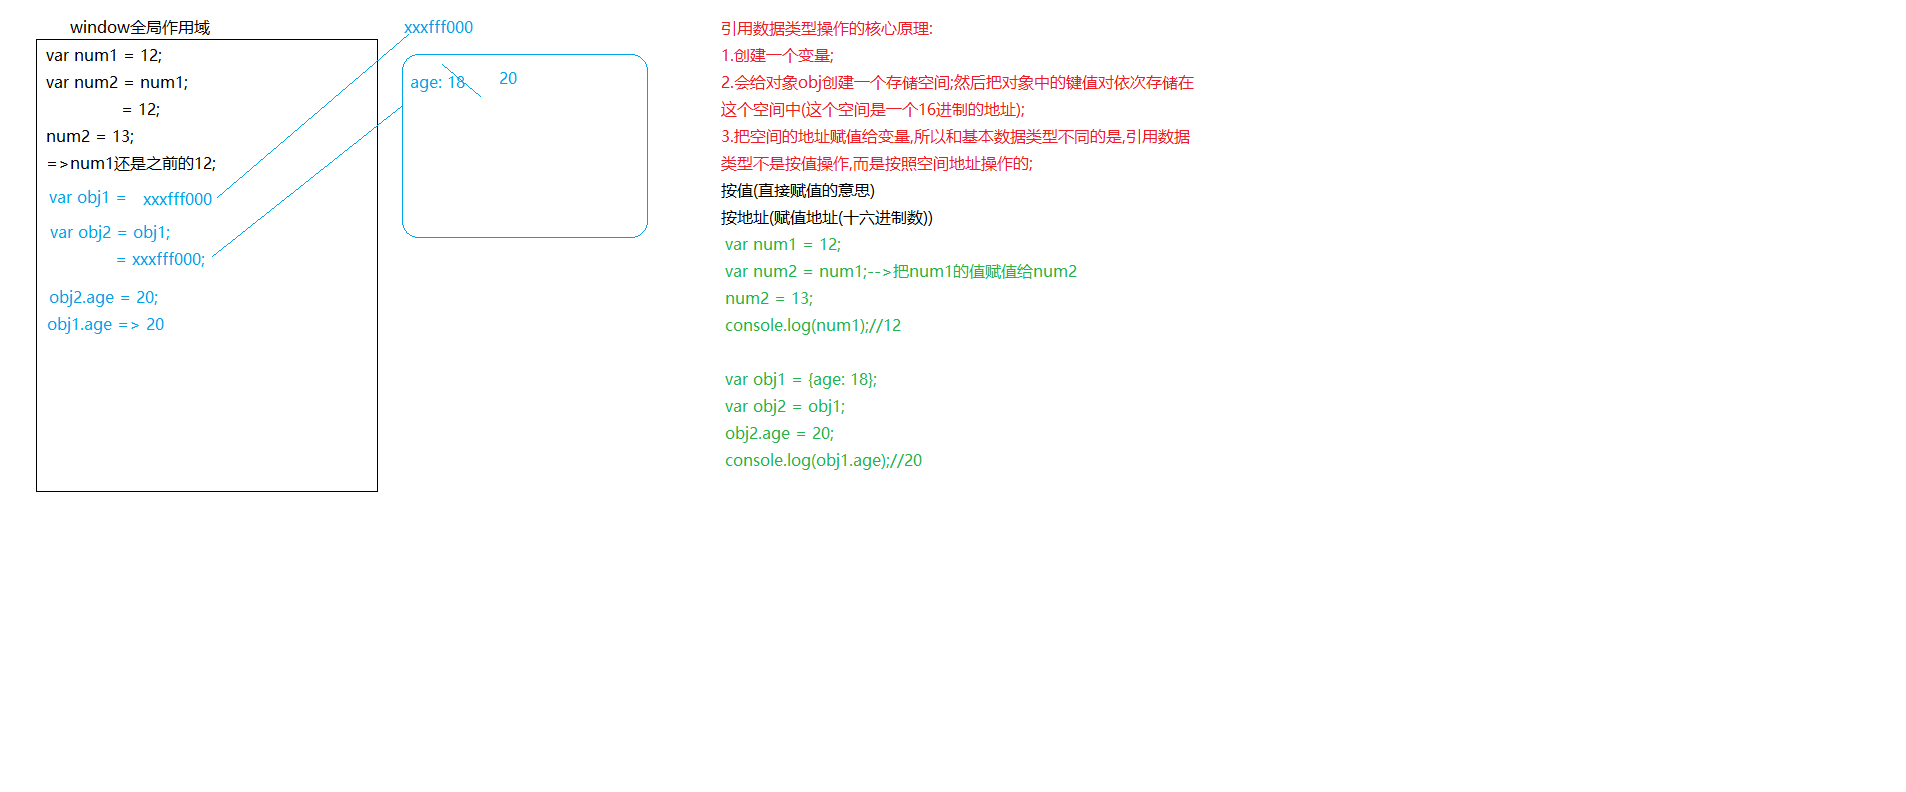 window全局作用域
var num1 = 12;
var num2 = num1;
= 12;
num2 = 13;
=>num1还是之前的12;
var obj1 = xxxfff000
var obj2 = obj1;
= xxxfff000;
obj2.age = 20;
obj1.age => 20
xxxfff000
age: 18 20
引用数据类型操作的核心原理:
1.创建一个变量;
2.会给对象obj创建一个存储空间;然后把对象中的键值对依次存储在
这个空间中(这个空间是一个16进制的地址);
3.把空间的地址赋值给变量,所以和基本数据类型不同的是,引用数据
类型不是按值操作,而是按照空间地址操作的;
按值(直接赋值的意思)
按地址(赋值地址(十六进制数))
var num1 = 12;
var num2 = num1;-->把num1的值赋值给num2
num2 = 13;
console.log(num1);//12
var obj1 = {age: 18};
var obj2 = obj1;
obj2.age = 20;
console.log(obj1.age);//20